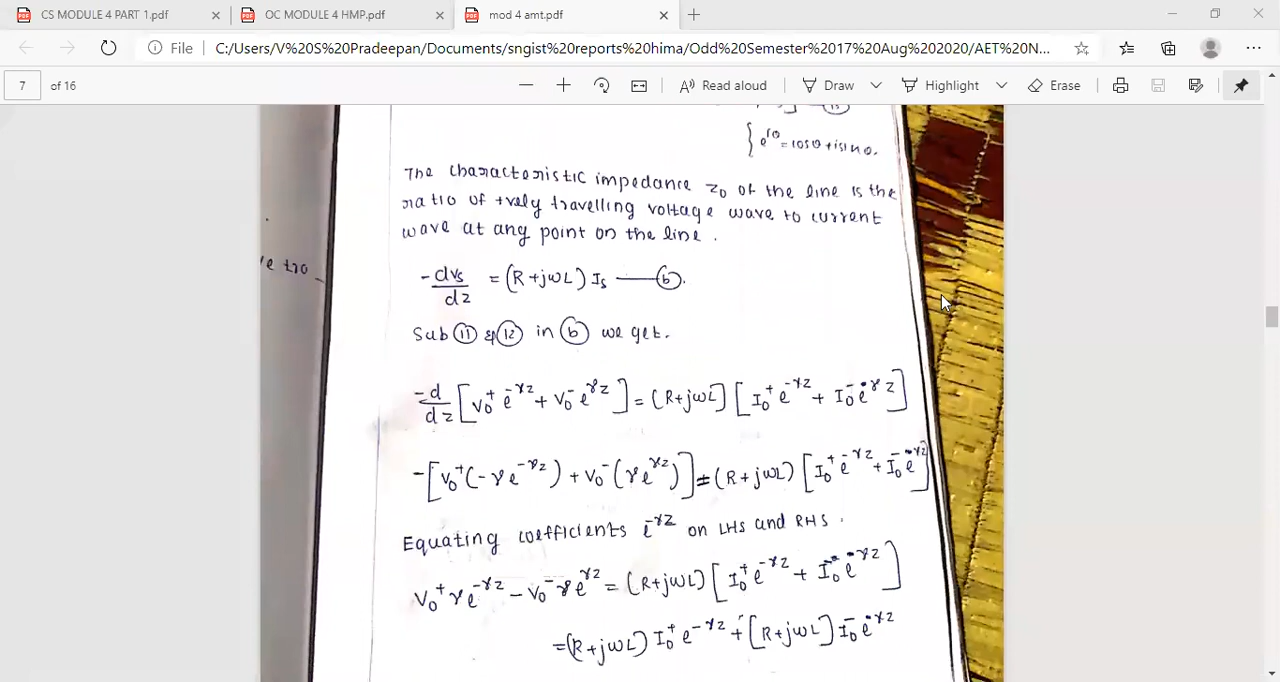 CS MODULE 4 PART 1.pdf
OC MODULE 4 HMP.pdf
mod 4 amt.pdf
File
C:/Users/V%20S%20Pradeepan/Documents/sngist%20reports%20hima/Odd%20Semester%2017%20Aug%202020/AET%20N...
7 of 16
Read aloud
Draw
Highlight
Erase
{ e^jθ = cosθ + jsinθ.
The characteristic impedance z₀ of the line is the
ratio of +vely travelling voltage wave to current
wave at any point on the line.
-dVs/dz = (R+jωL) Is —— (b).
Sub (11) & (12) in (b) we get.
-d/dz [V₀⁺ e^-γz + V₀⁻ e^γz] = (R+jωL) [I₀⁺ e^-γz + I₀⁻ e^γz]
-[V₀⁺(-γe^-γz) + V₀⁻(γe^γz)] = (R+jωL) [I₀⁺ e^-γz + I₀⁻ e^γz]
Equating coefficients e^-γz on LHS and RHS.
V₀⁺γe^-γz - V₀⁻γe^γz = (R+jωL) [I₀⁺ e^-γz + I₀⁻ e^γz]
=(R+jωL) I₀⁺ e^-γz + [R+jωL] I₀⁻ e^γz